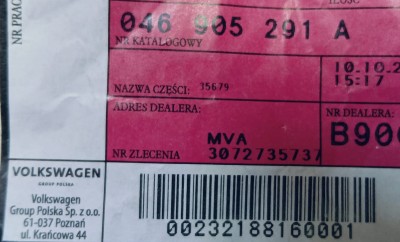 NR PRAC
046 905 291 A
NR KATALOGOWY
10.10.2
15:17
NAZWA CZĘŚCI: 35679
ADRES DEALERA:
NR DEALERA:
MVA
B900
NR ZLECENIA 3072735737
VOLKSWAGEN
GROUP POLSKA
Volkswagen
Group Polska Sp. z o.o.
61-037 Poznań
ul. Krańcowa 44
00232188160001